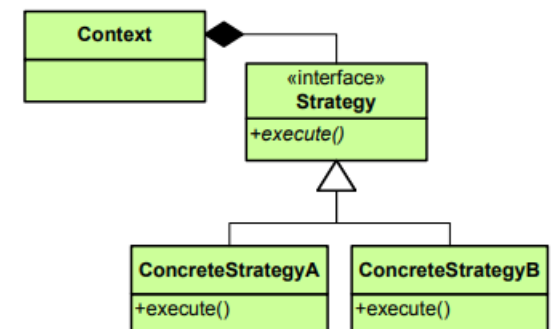 Context
«interface»
Strategy
+execute()
ConcreteStrategyA
+execute()
ConcreteStrategyB
+execute()